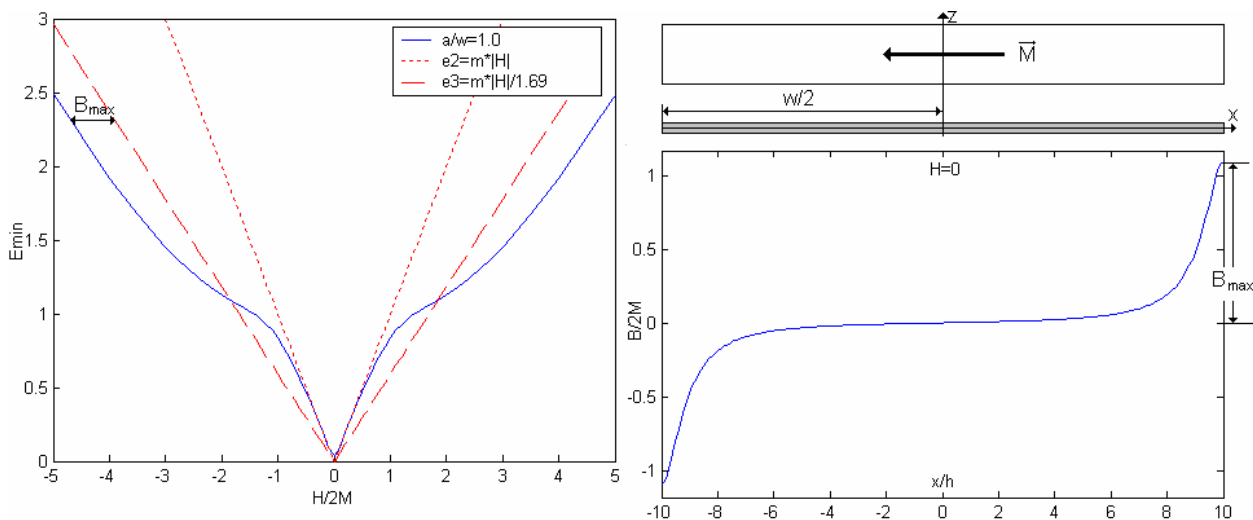 3
2.5
2
1.5
1
0.5
0
Emin
-5 -4 -3 -2 -1 0 1 2 3 4 5
H/2M
a/w=1.0
e2=m*|H|
e3=m*|H|/1.69
Bmax
z
M
w/2
x
H=0
1
0.5
0
-0.5
-1
B/2M
Bmax
x/h
-10 -8 -6 -4 -2 0 2 4 6 8 10